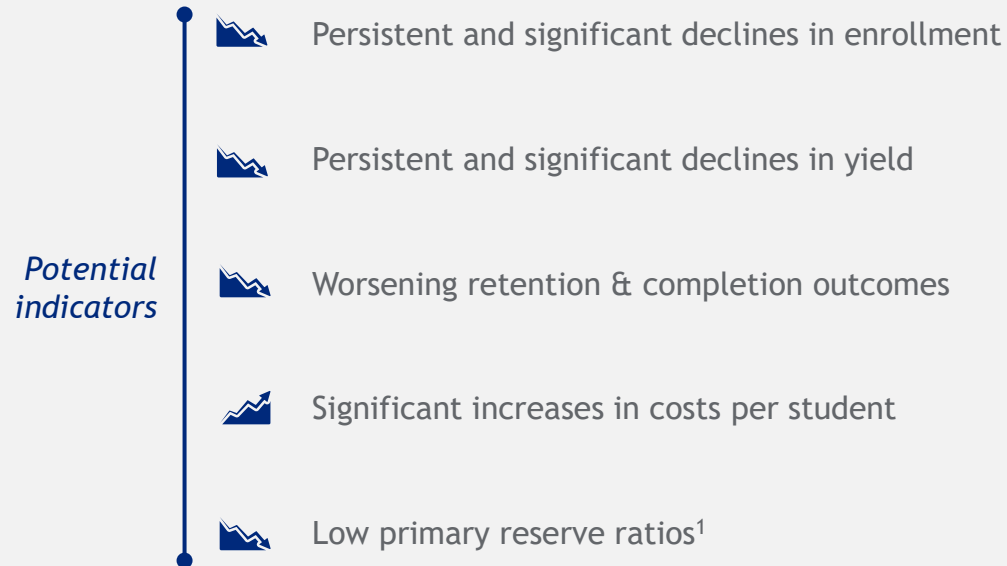 Persistent and significant declines in enrollment
Persistent and significant declines in yield
Potential
indicators
Worsening retention & completion outcomes
Significant increases in costs per student
Low primary reserve ratios¹